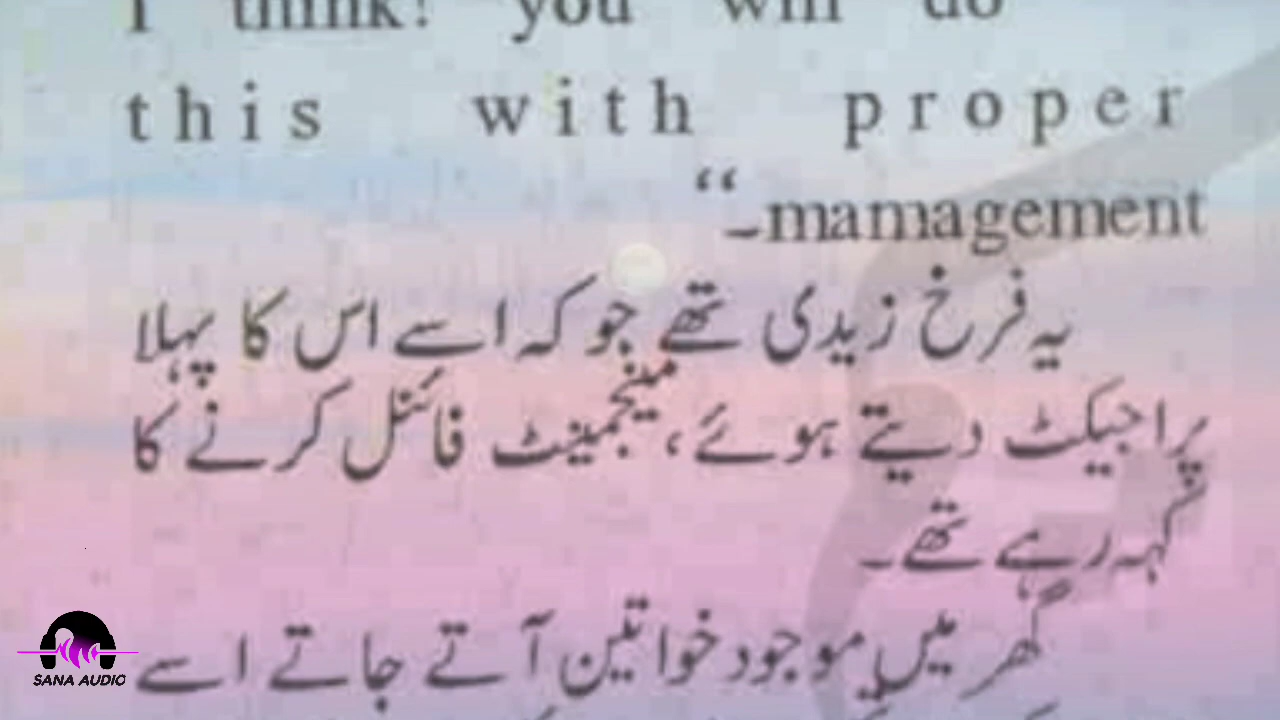 I think! you will do
this with proper
mamagement۔“
یہ فرخ زیدی تھے جو کہ اسے اس کا پہلا
پراجیکٹ دیتے ہوئے، مینجمینٹ فائنل کرنے کا
کہہ رہے تھے۔
گھر میں موجود خواتین آتے جاتے اسے
SANA AUDIO